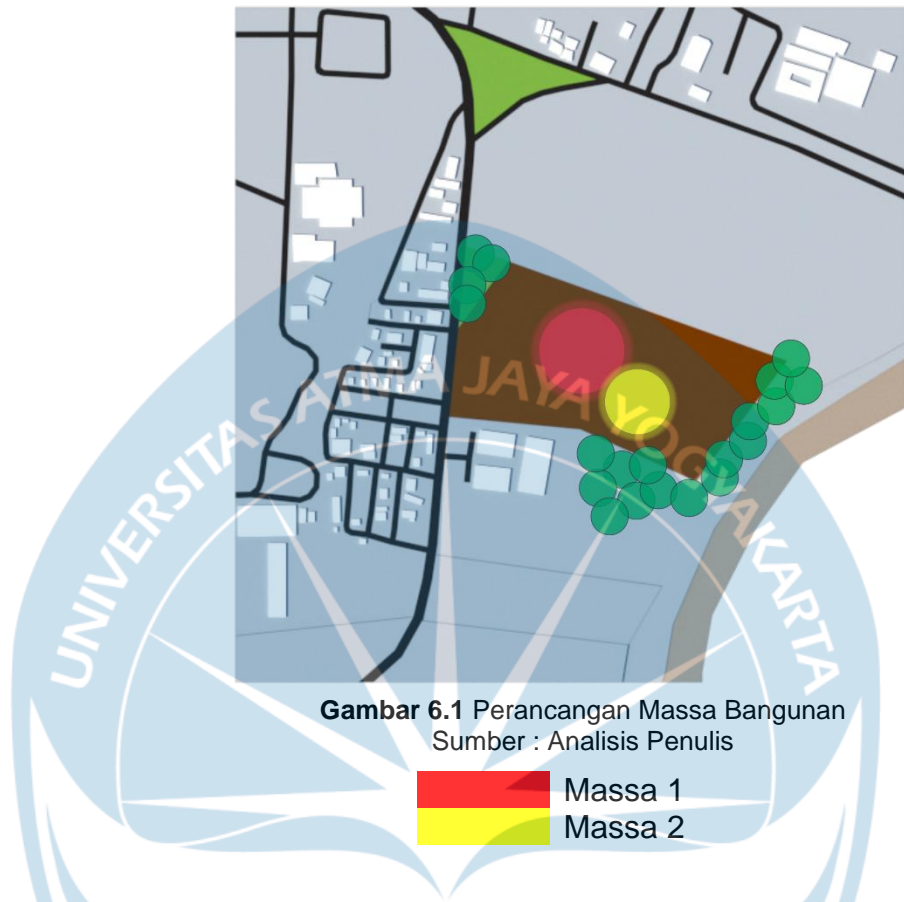 UNIVERSITAS ATMA JAYA YOGYAKARTA
Gambar 6.1 Perancangan Massa Bangunan
Sumber : Analisis Penulis
Massa 1
Massa 2